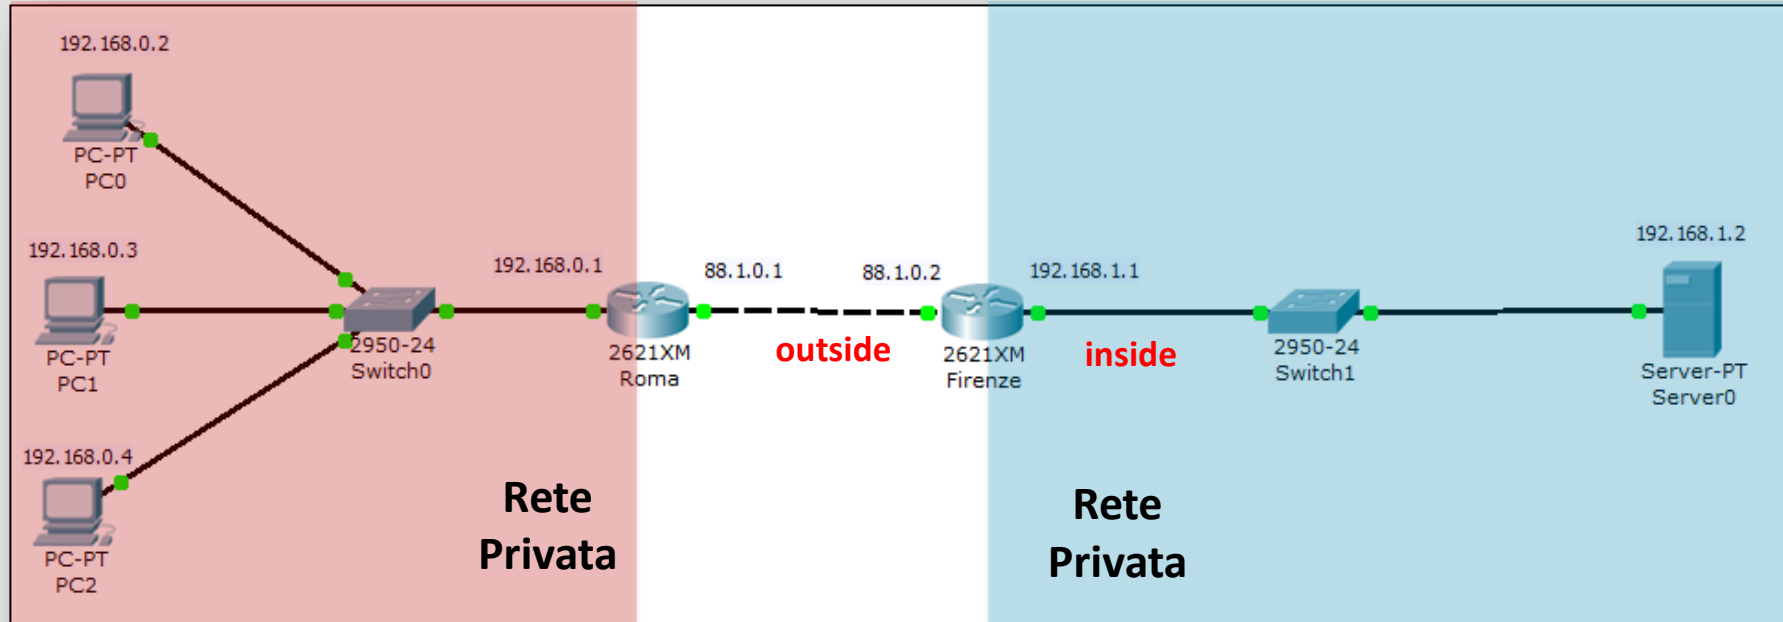 192.168.0.2
PC-PT
PC0
192.168.0.3
PC-PT
PC1
192.168.0.4
PC-PT
PC2
2950-24
Switch0
192.168.0.1
2621XM
Roma
88.1.0.1
88.1.0.2
outside
2621XM
Firenze
192.168.1.1
inside
2950-24
Switch1
192.168.1.2
Server-PT
Server0
Rete
Privata
Rete
Privata